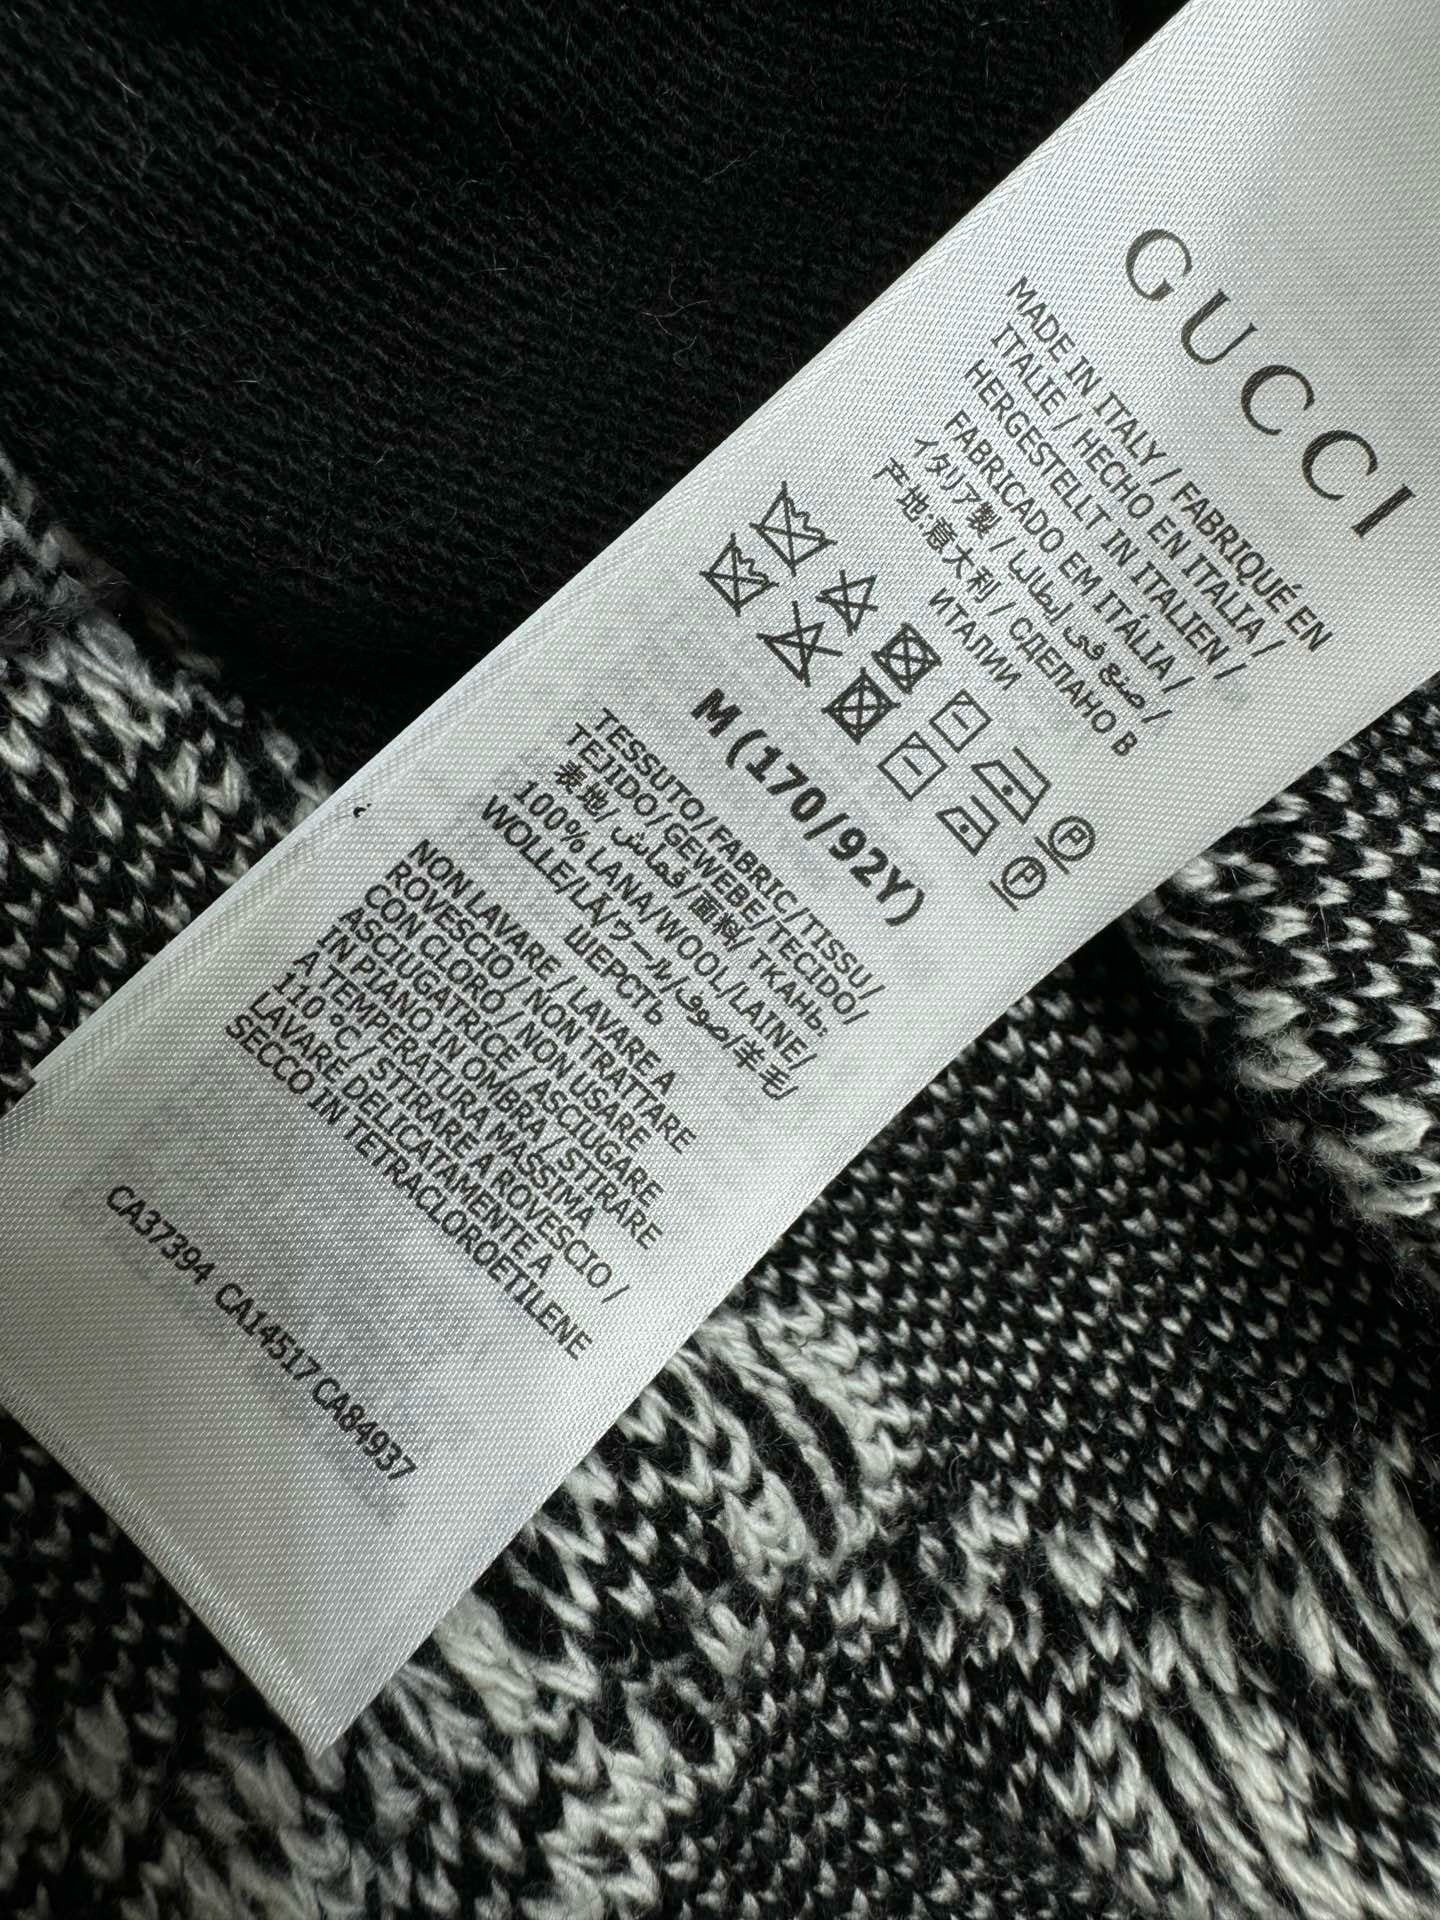 GUCCI
MADE IN ITALY / FABRIQUÉ EN
ITALIE / HECHO EN ITALIA /
HERGESTELLT IN ITALIEN /
FABRICADO EM ITÁLIA /
イタリア製 / صنع في ايطاليا /
产地:意大利 / СДЕЛАНО В
ИТАЛИИ
M(170/92Y)
TESSUTO/FABRIC/TISSU/
TEJIDO/GEWEBE/TECIDO/
表地/قماش/面料/ ТКАНЬ:
100% LANA/WOOL/LAINE/
WOLLE/LÃ/ウール/صوف/羊毛/
ШЕРСТЬ
NON LAVARE / LAVARE A
ROVESCIO / NON TRATTARE
CON CLORO / NON USARE
ASCIUGATRICE / ASCIUGARE
IN PIANO IN OMBRA / STIRARE
A TEMPERATURA MASSIMA
110 °C / STIRARE A ROVESCIO /
LAVARE DELICATAMENTE A
SECCO IN TETRACLOROETILENE
CA37394 CA14517 CA84937